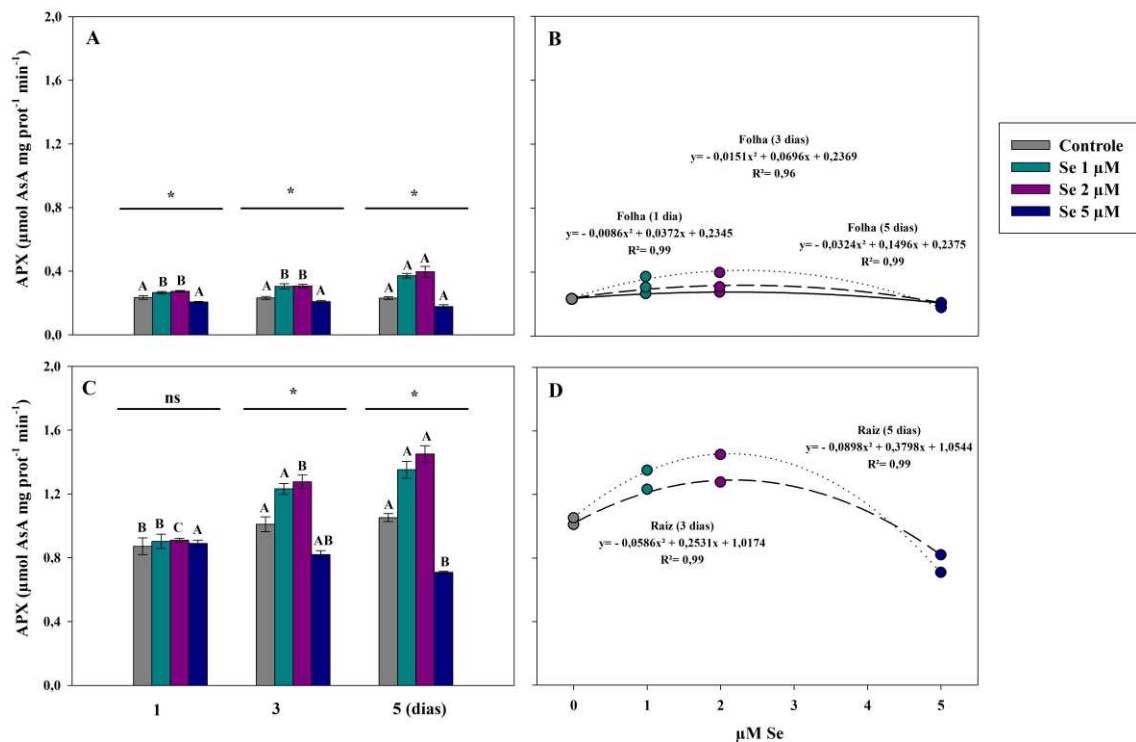 A
2,0
1,6
1,2
0,8
0,4
0,0
APX (µmol AsA mg prot⁻¹ min⁻¹)
* * *
A B B A
A B B A
A A A A
B
Folha (3 dias)
y= - 0,0151x² + 0,0696x + 0,2369
R²= 0,96
Folha (1 dia)
y= - 0,0086x² + 0,0372x + 0,2345
R²= 0,99
Folha (5 dias)
y= - 0,0324x² + 0,1496x + 0,2375
R²= 0,99
Controle
Se 1 µM
Se 2 µM
Se 5 µM
C
2,0
1,6
1,2
0,8
0,4
0,0
APX (µmol AsA mg prot⁻¹ min⁻¹)
ns * *
B B C A
A A B AB
A A A B
1 3 5 (dias)
D
Raiz (5 dias)
y= - 0,0898x² + 0,3798x + 1,0544
R²= 0,99
Raiz (3 dias)
y= - 0,0586x² + 0,2531x + 1,0174
R²= 0,99
0 1 2 3 4 5
µM Se